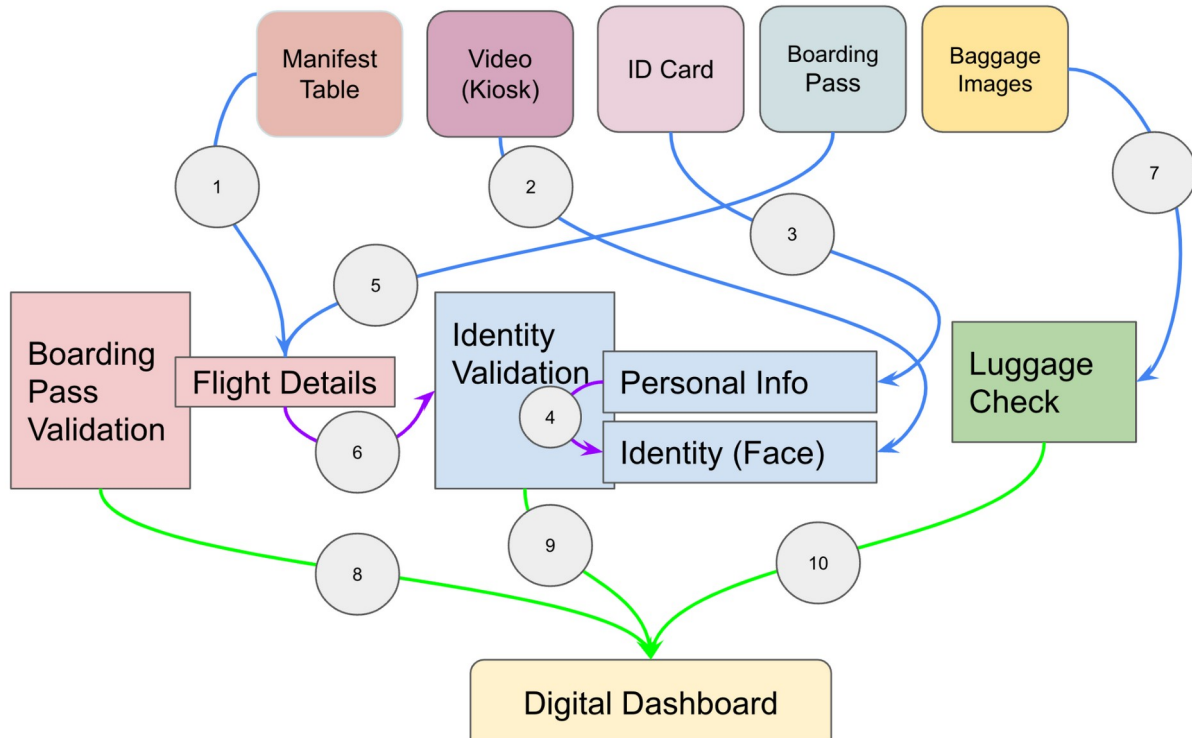 Manifest
Table
Video
(Kiosk)
ID Card
Boarding
Pass
Baggage
Images
1
2
3
7
5
Boarding
Pass
Validation
Flight Details
Identity
Validation
Personal Info
Identity (Face)
4
6
Luggage
Check
8
9
10
Digital Dashboard